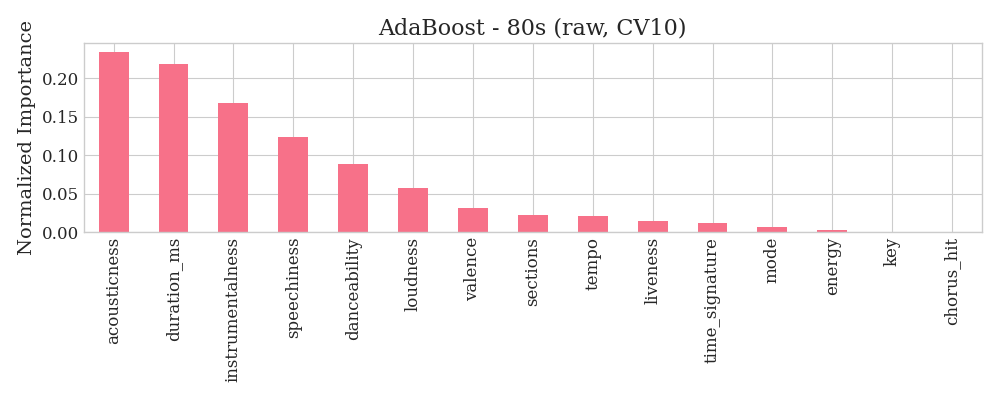 AdaBoost - 80s (raw, CV10)
Normalized Importance
0.20
0.15
0.10
0.05
0.00
acousticness
duration_ms
instrumentalness
speechiness
danceability
loudness
valence
sections
tempo
liveness
time_signature
mode
energy
key
chorus_hit